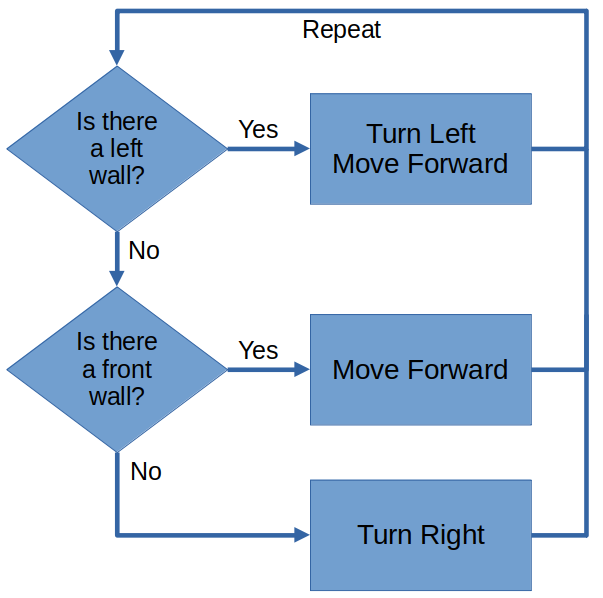 Repeat
Is there
a left
wall?
Yes
Turn Left
Move Forward
No
Is there
a front
wall?
Yes
Move Forward
No
Turn Right